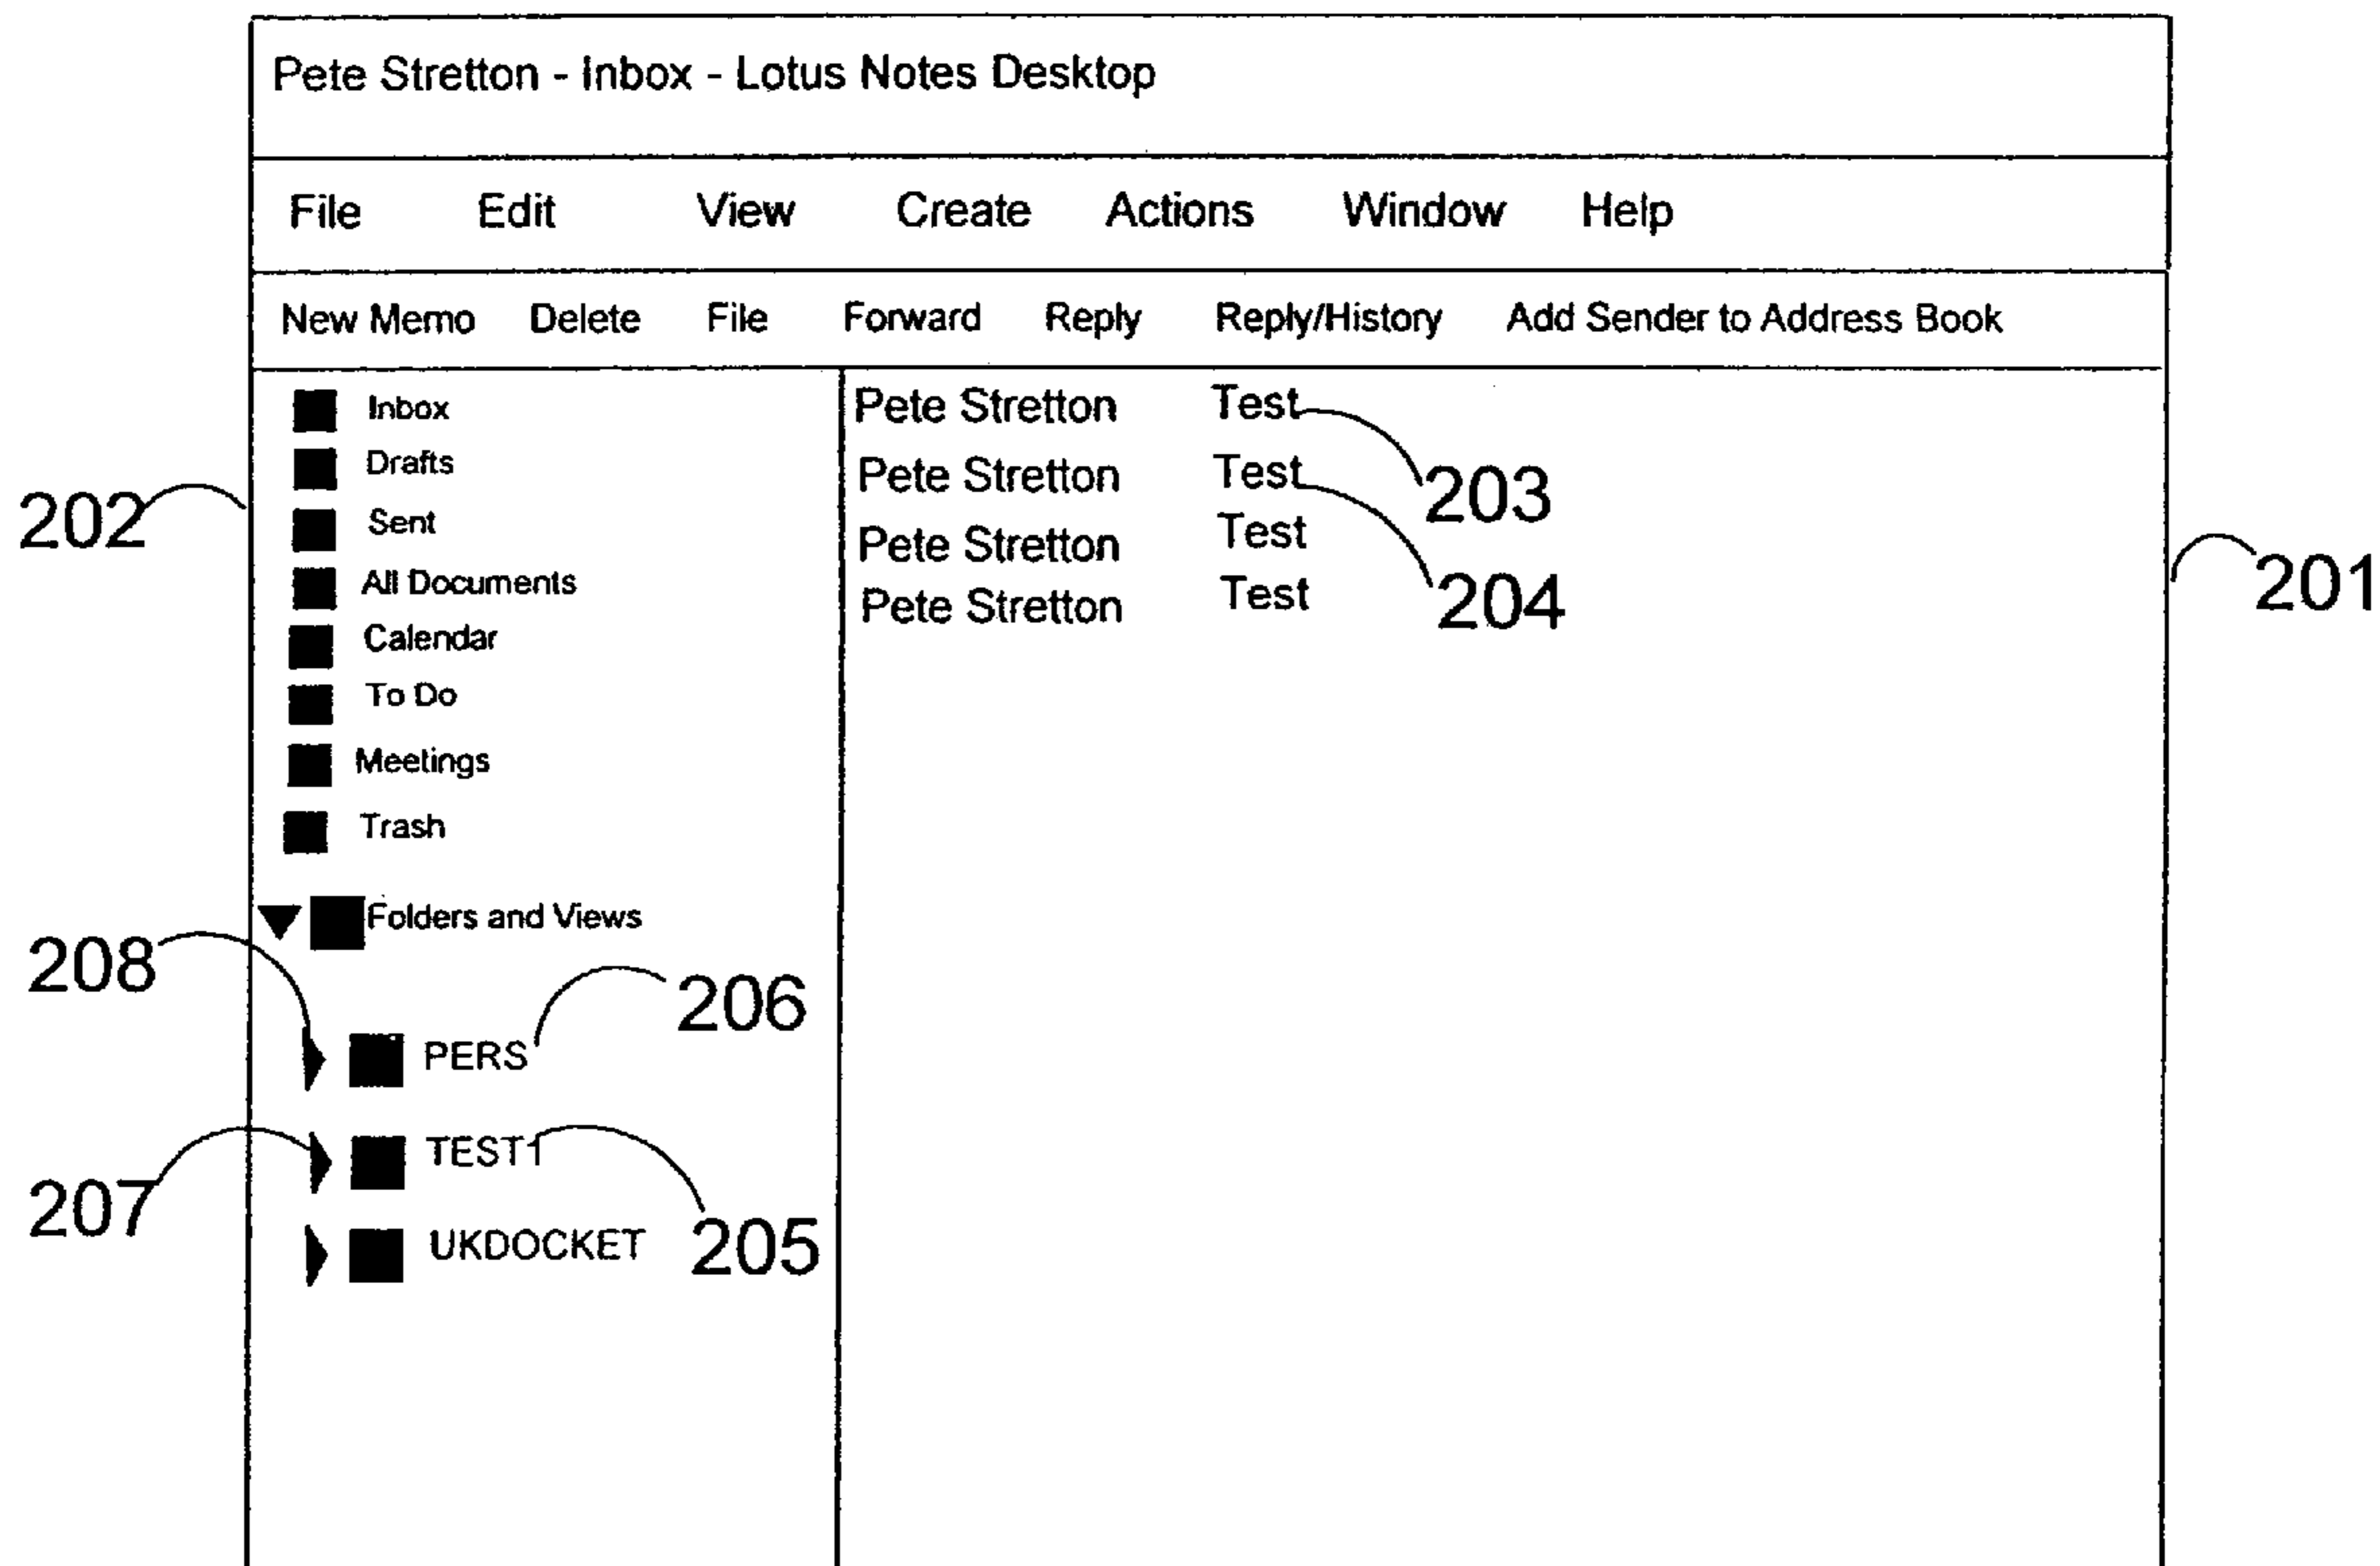 Pete Stretton - Inbox - Lotus Notes Desktop
File Edit View Create Actions Window Help
New Memo Delete File Forward Reply Reply/History Add Sender to Address Book
Inbox
Drafts
Sent
All Documents
Calendar
To Do
Meetings
Trash
Folders and Views
PERS
TEST1
UKDOCKET
Pete Stretton Test
Pete Stretton Test
Pete Stretton Test
Pete Stretton Test
202
203
204
201
208
206
207
205